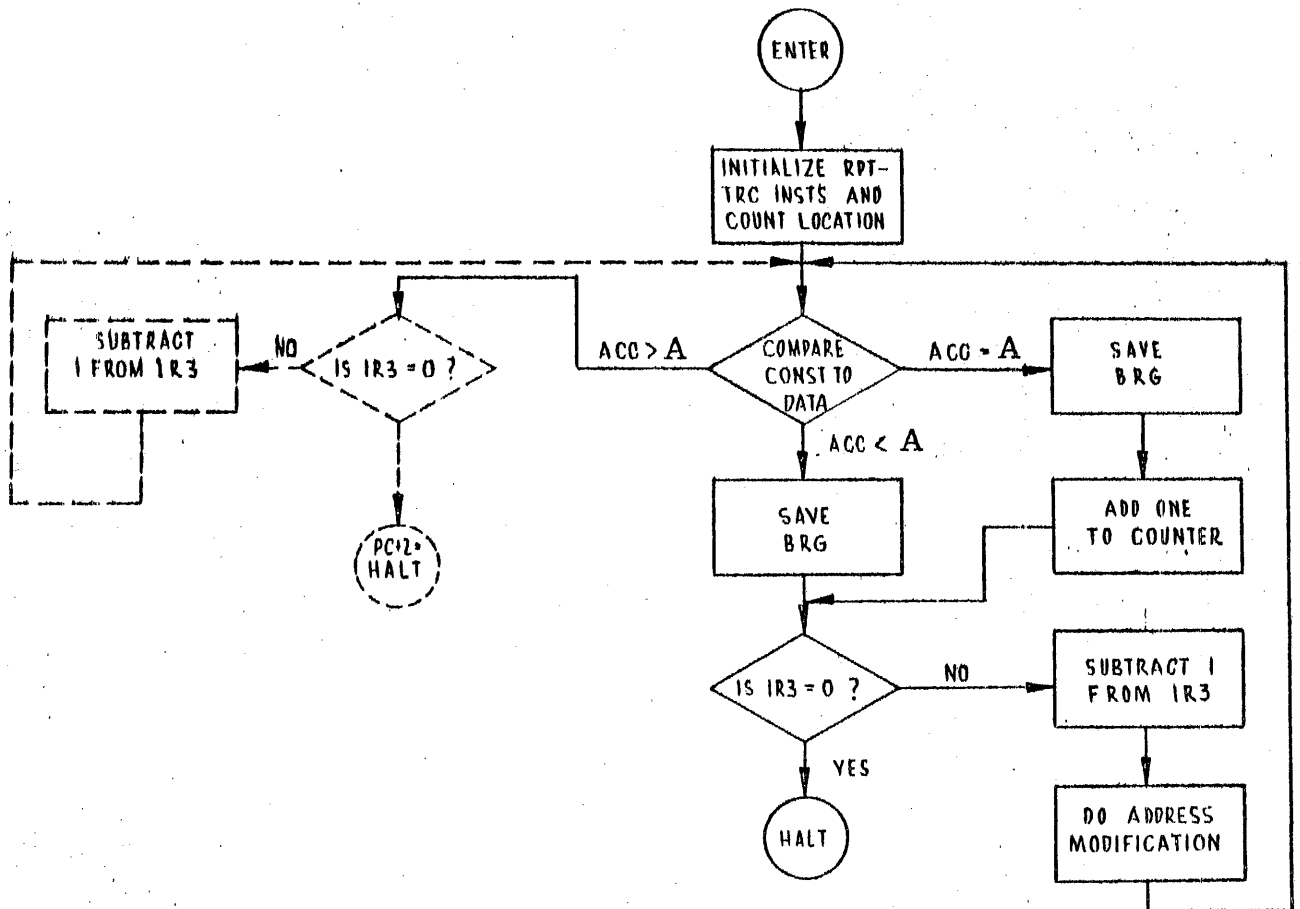 ENTER
INITIALIZE RPT-
TRC INSTS AND
COUNT LOCATION
SUBTRACT
1 FROM IR3
NO
IS IR3 = 0 ?
ACC > A
COMPARE
CONST TO
DATA
ACC = A
SAVE
BRG
ACC < A
SAVE
BRG
ADD ONE
TO COUNTER
PC+2=
HALT
IS IR3 = 0 ?
NO
SUBTRACT 1
FROM IR3
YES
HALT
DO ADDRESS
MODIFICATION